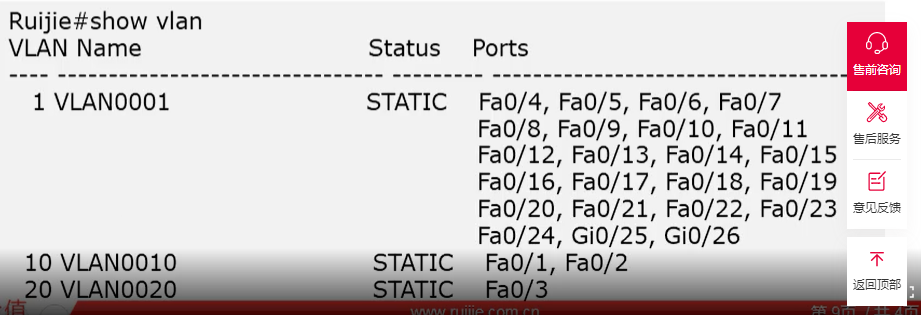 Ruijie#show vlan
VLAN Name Status Ports
---- -------------------------------- --------- -----------------------------------
1 VLAN0001 STATIC Fa0/4, Fa0/5, Fa0/6, Fa0/7
Fa0/8, Fa0/9, Fa0/10, Fa0/11
Fa0/12, Fa0/13, Fa0/14, Fa0/15
Fa0/16, Fa0/17, Fa0/18, Fa0/19
Fa0/20, Fa0/21, Fa0/22, Fa0/23
Fa0/24, Gi0/25, Gi0/26
10 VLAN0010 STATIC Fa0/1, Fa0/2
20 VLAN0020 STATIC Fa0/3
值 www.ruijie.com.cn 第9页 / 共4页
售前咨询
售后服务
意见反馈
返回顶部